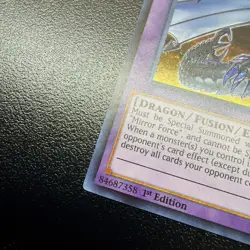 [DRAGON/FUSION/
Must be Special Summoned w
"Mirror Force", and cannot be S
When a monster(s) you control
opponent's card effect (except du
destroy all cards your opponent c
84687358 1st Edition